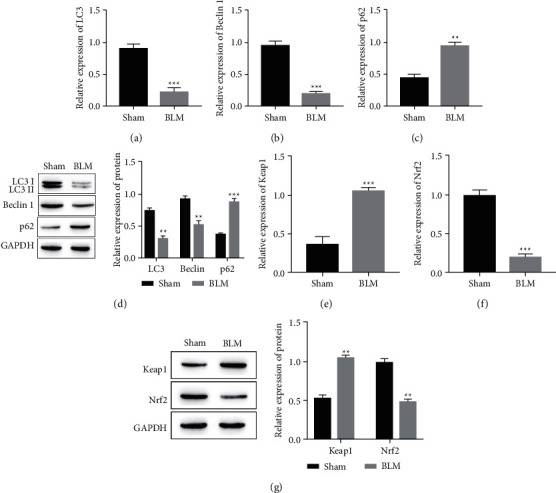 Relative expression of LC3
1.5
1.0
0.5
0.0
***
Sham BLM
(a)
Relative expression of Beclin 1
1.5
1.0
0.5
0.0
***
Sham BLM
(b)
Relative expression of p62
1.5
1.0
0.5
0.0
**
Sham BLM
(c)
Sham BLM
LC3 I
LC3 II
Beclin 1
p62
GAPDH
Relative expression of protein
1.5
1.0
0.5
0.0
** ** ***
LC3 Beclin p62
Sham BLM
(d)
Relative expression of Keap1
1.5
1.0
0.5
0.0
***
Sham BLM
(e)
Relative expression of Nrf2
1.5
1.0
0.5
0.0
***
Sham BLM
(f)
Sham BLM
Keap1
Nrf2
GAPDH
Relative expression of protein
1.5
1.0
0.5
0.0
** **
Keap1 Nrf2
Sham BLM
(g)